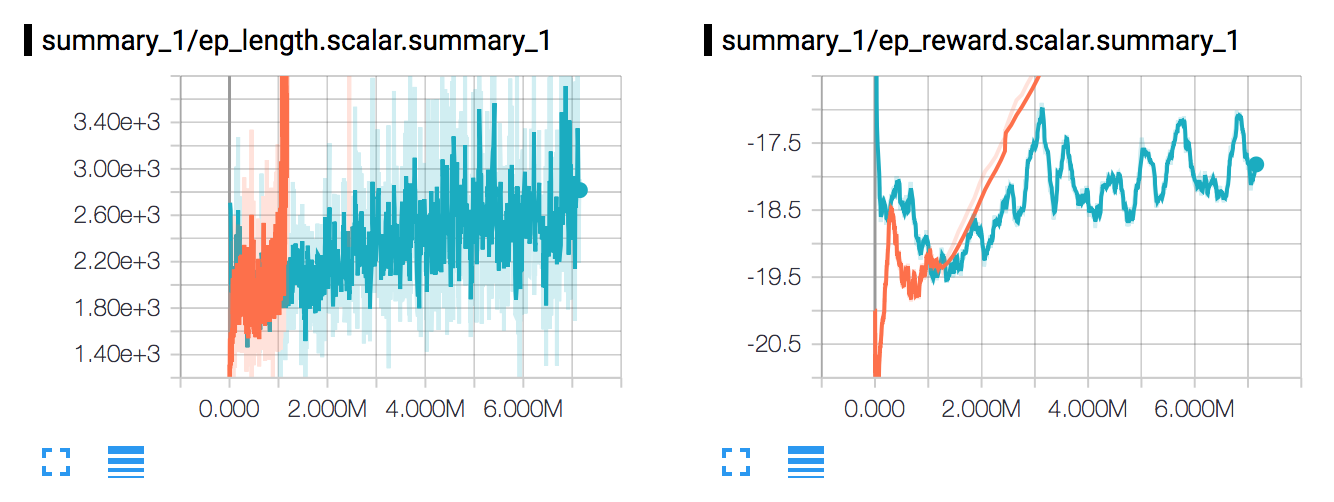 summary_1/ep_length.scalar.summary_1
3.40e+3
3.00e+3
2.60e+3
2.20e+3
1.80e+3
1.40e+3
0.000 2.000M 4.000M 6.000M
summary_1/ep_reward.scalar.summary_1
-17.5
-18.5
-19.5
-20.5
0.000 2.000M 4.000M 6.000M